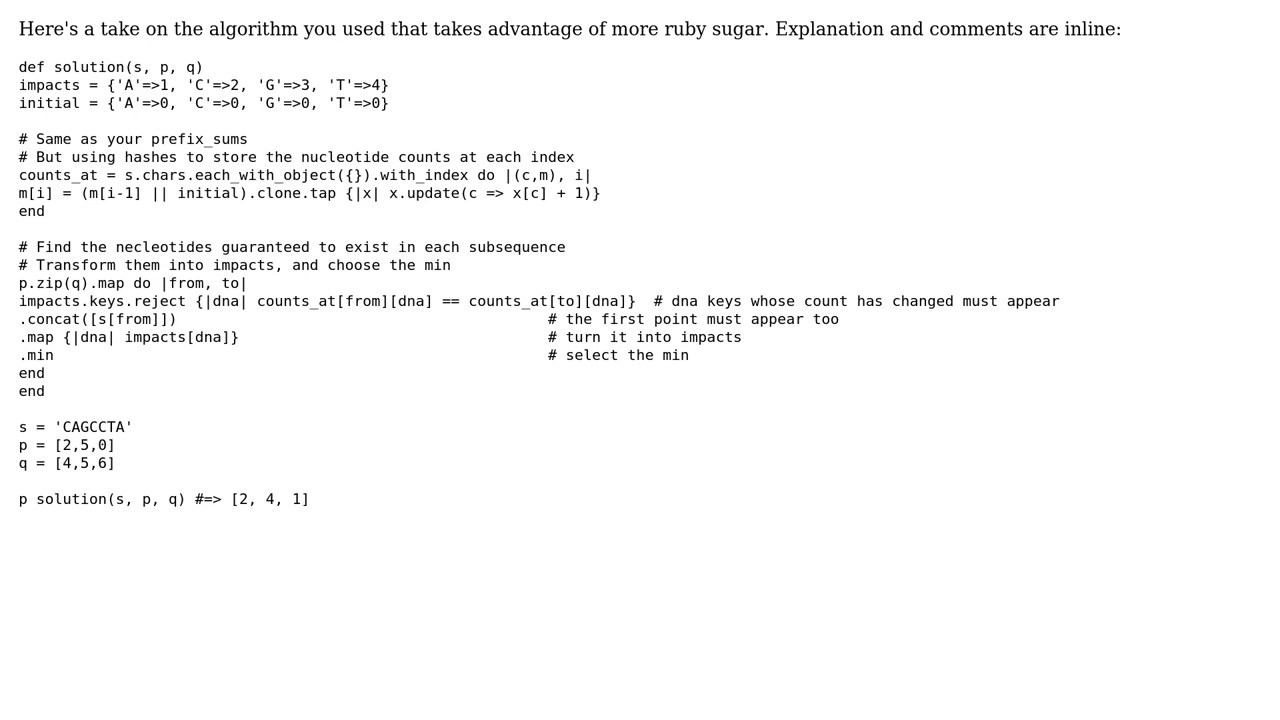 Here's a take on the algorithm you used that takes advantage of more ruby sugar. Explanation and comments are inline:
def solution(s, p, q)
impacts = {'A'=>1, 'C'=>2, 'G'=>3, 'T'=>4}
initial = {'A'=>0, 'C'=>0, 'G'=>0, 'T'=>0}
# Same as your prefix_sums
# But using hashes to store the nucleotide counts at each index
counts_at = s.chars.each_with_object({}).with_index do |(c,m), i|
m[i] = (m[i-1] || initial).clone.tap {|x| x.update(c => x[c] + 1)}
end
# Find the necleotides guaranteed to exist in each subsequence
# Transform them into impacts, and choose the min
p.zip(q).map do |from, to|
impacts.keys.reject {|dna| counts_at[from][dna] == counts_at[to][dna]}  # dna keys whose count has changed must appear
.concat([s[from]])                                          # the first point must appear too
.map {|dna| impacts[dna]}                                   # turn it into impacts
.min                                                        # select the min
end
end
s = 'CAGCCTA'
p = [2,5,0]
q = [4,5,6]
p solution(s, p, q) #=> [2, 4, 1]